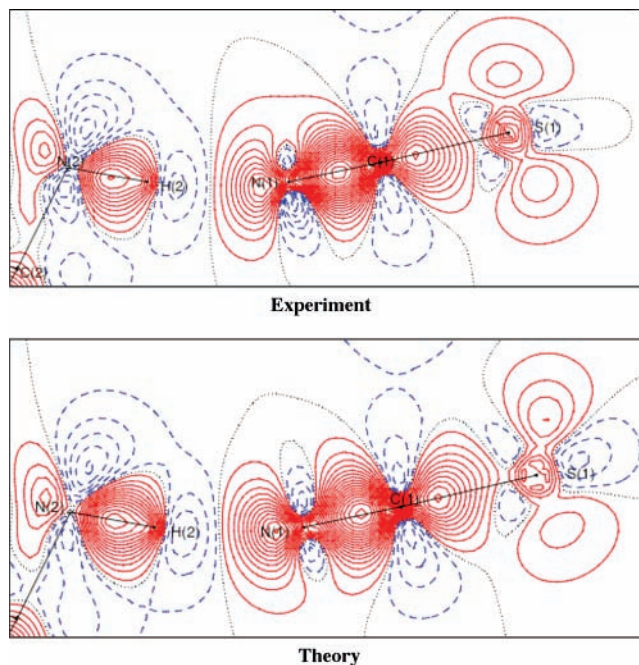 S(1)
C(1)
N(2)
N(1)
H(2)
C(2)
Experiment
S(1)
C(1)
N(2)
N(1)
H(2)
Theory